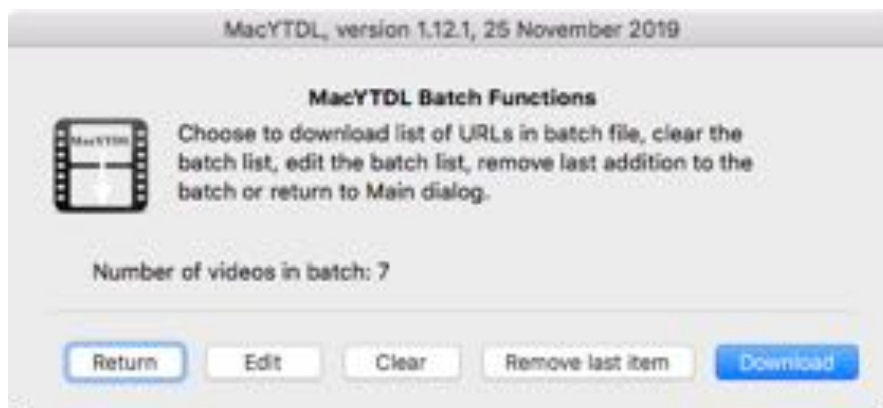 MacYTDL, version 1.12.1, 25 November 2019
MacYTDL Batch Functions
MacYTDL
Choose to download list of URLs in batch file, clear the
batch list, edit the batch list, remove last addition to the
batch or return to Main dialog.
Number of videos in batch: 7
Return Edit Clear Remove last item Download